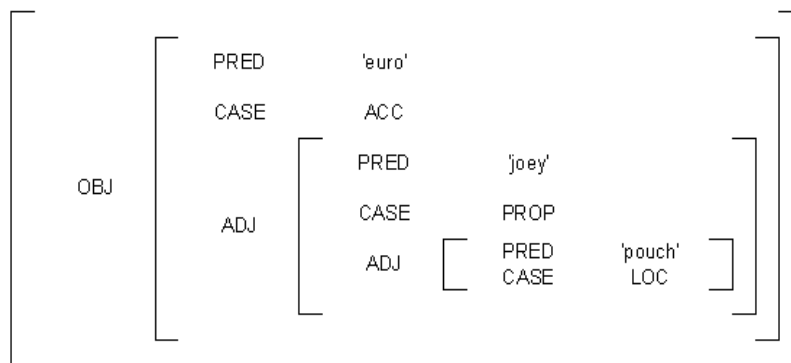 PRED 'euro'
CASE ACC
PRED 'joey'
OBJ
CASE PROP
ADJ
PRED 'pouch'
ADJ
CASE LOC